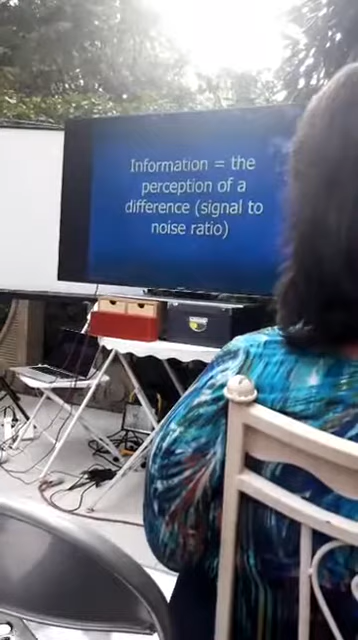 Information = the
perception of a
difference (signal to
noise ratio)